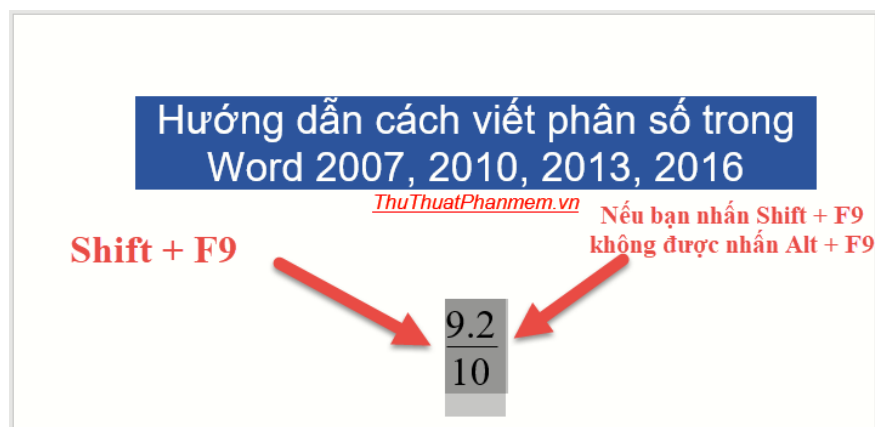 Hướng dẫn cách viết phân số trong
Word 2007, 2010, 2013, 2016
ThuThuatPhanmem.vn
Nếu bạn nhấn Shift + F9
không được nhấn Alt + F9
Shift + F9
9.2
10